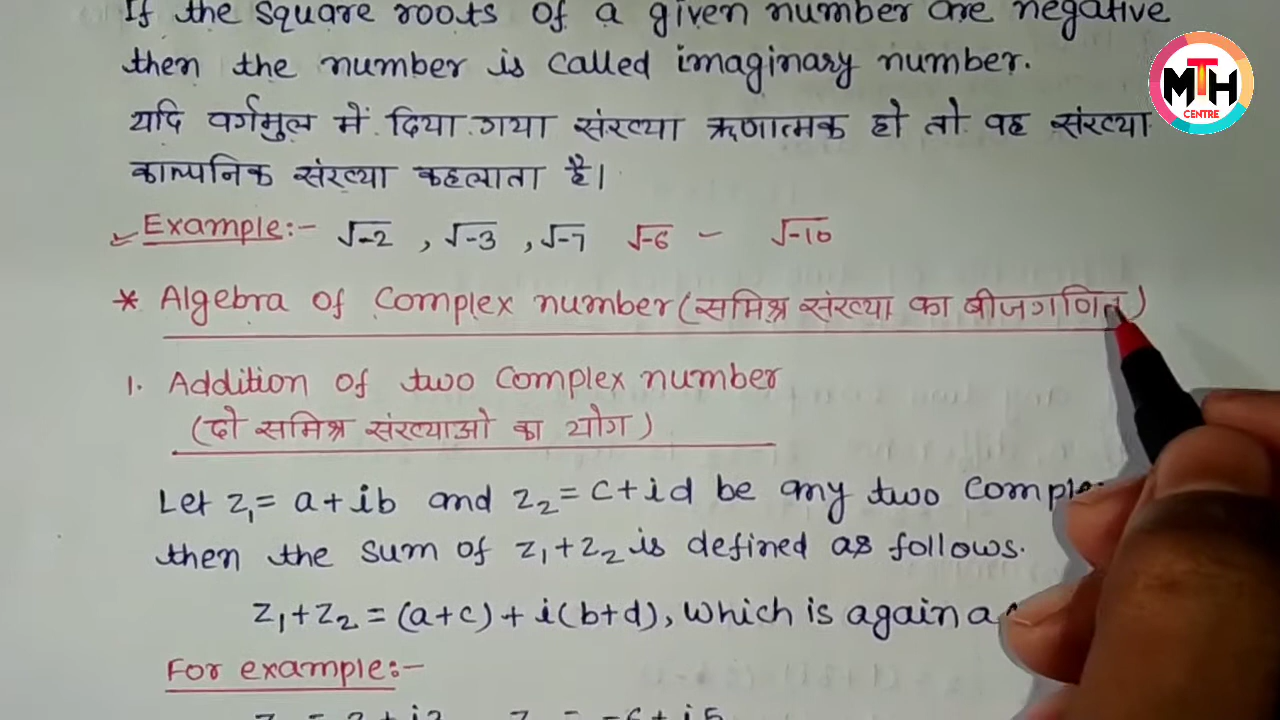 If the square roots of a given number are negative
then the number is called imaginary number.
यदि वर्गमुल में दिया गया संख्या ऋणात्मक हो तो वह संख्या
काल्पनिक संख्या कहलाता है।
Example:- √-2 , √-3 , √-7 √-6 - √-10
* Algebra of Complex number (समिश्र संख्या का बीजगणित)
1. Addition of two Complex number
(दो समिश्र संख्याओ का योग)
Let z₁ = a + ib and z₂ = c + id be any two
then the sum of z₁ + z₂ is defined as follows.
z₁ + z₂ = (a+c) + i(b+d), which is again a
For example:-
MTH
CENTRE